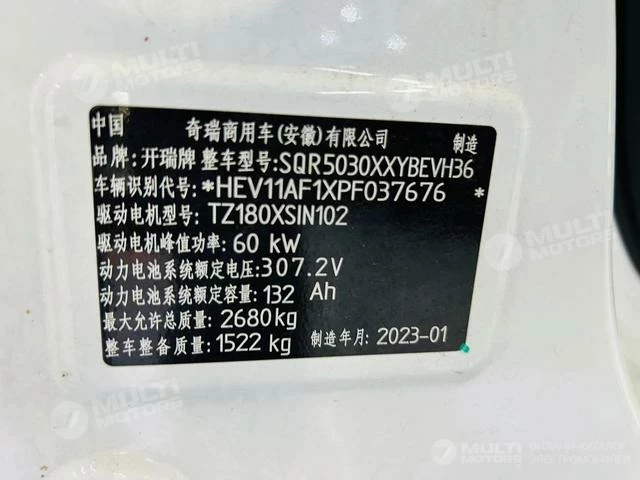 中国 奇瑞商用车(安徽)有限公司 制造
品牌:开瑞牌 整车型号:SQR5030XXYBEVH36
车辆识别代号:*HEV11AF1XPF037676*
驱动电机型号: TZ180XSIN102
驱动电机峰值功率: 60 kW
动力电池系统额定电压:307.2V
动力电池系统额定容量: 132 Ah
最大允许总质量: 2680kg
整车整备质量: 1522 kg 制造年月: 2023-01
MULTI MOTORS
MULTI MOTORS
MULTI MOTORS
MULTI MOTORS
MULTI MOTORS ОНЛАЙН-КАТАЛОГ ЭЛЕКТРОМОБИЛЕЙ